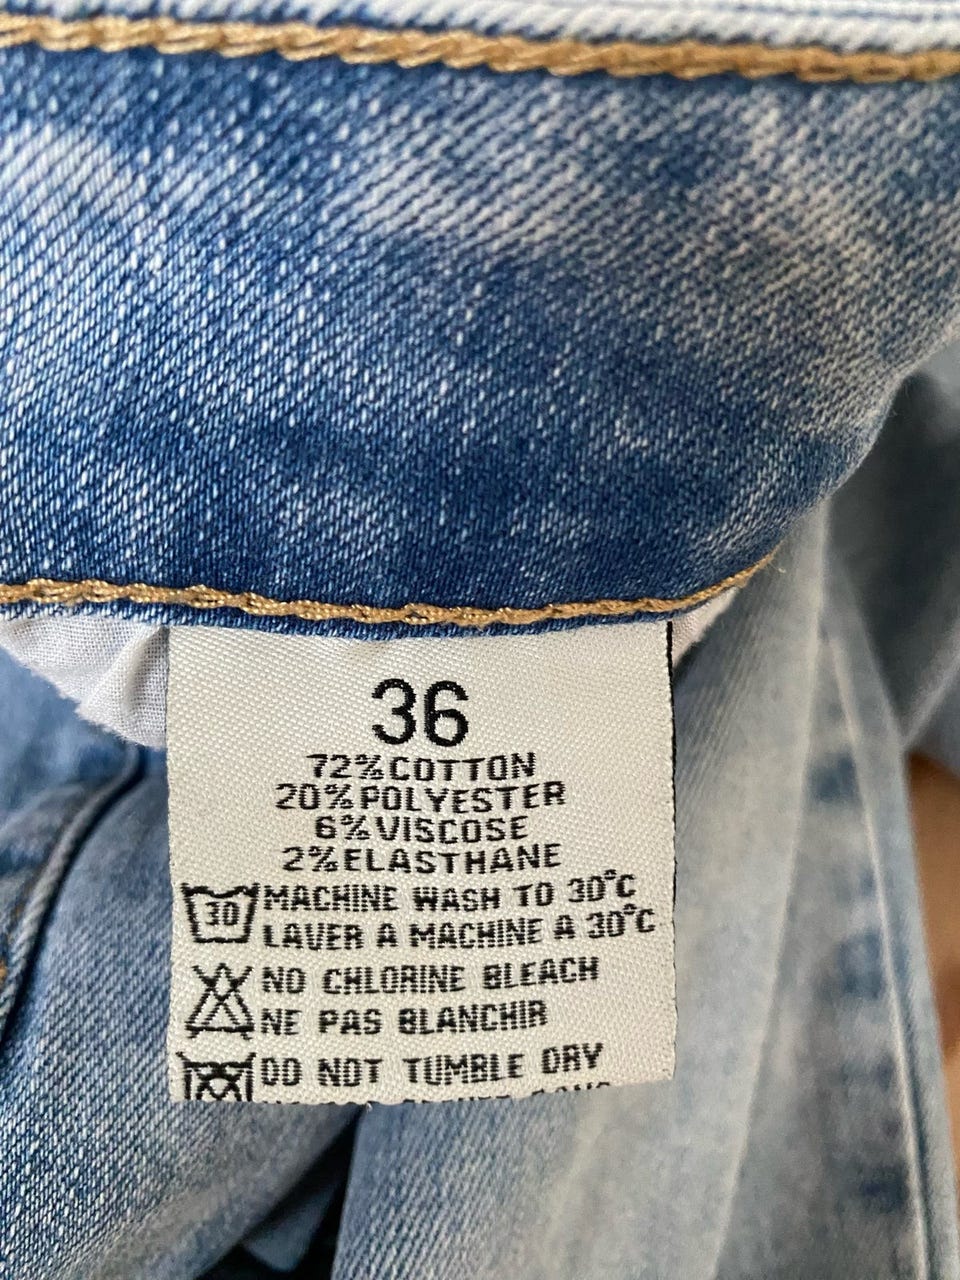 36
72%COTTON
20%POLYESTER
6%VISCOSE
2%ELASTHANE
30 MACHINE WASH TO 30°C
LAVER A MACHINE A 30°C
NO CHLORINE BLEACH
NE PAS BLANCHIR
DO NOT TUMBLE DRY